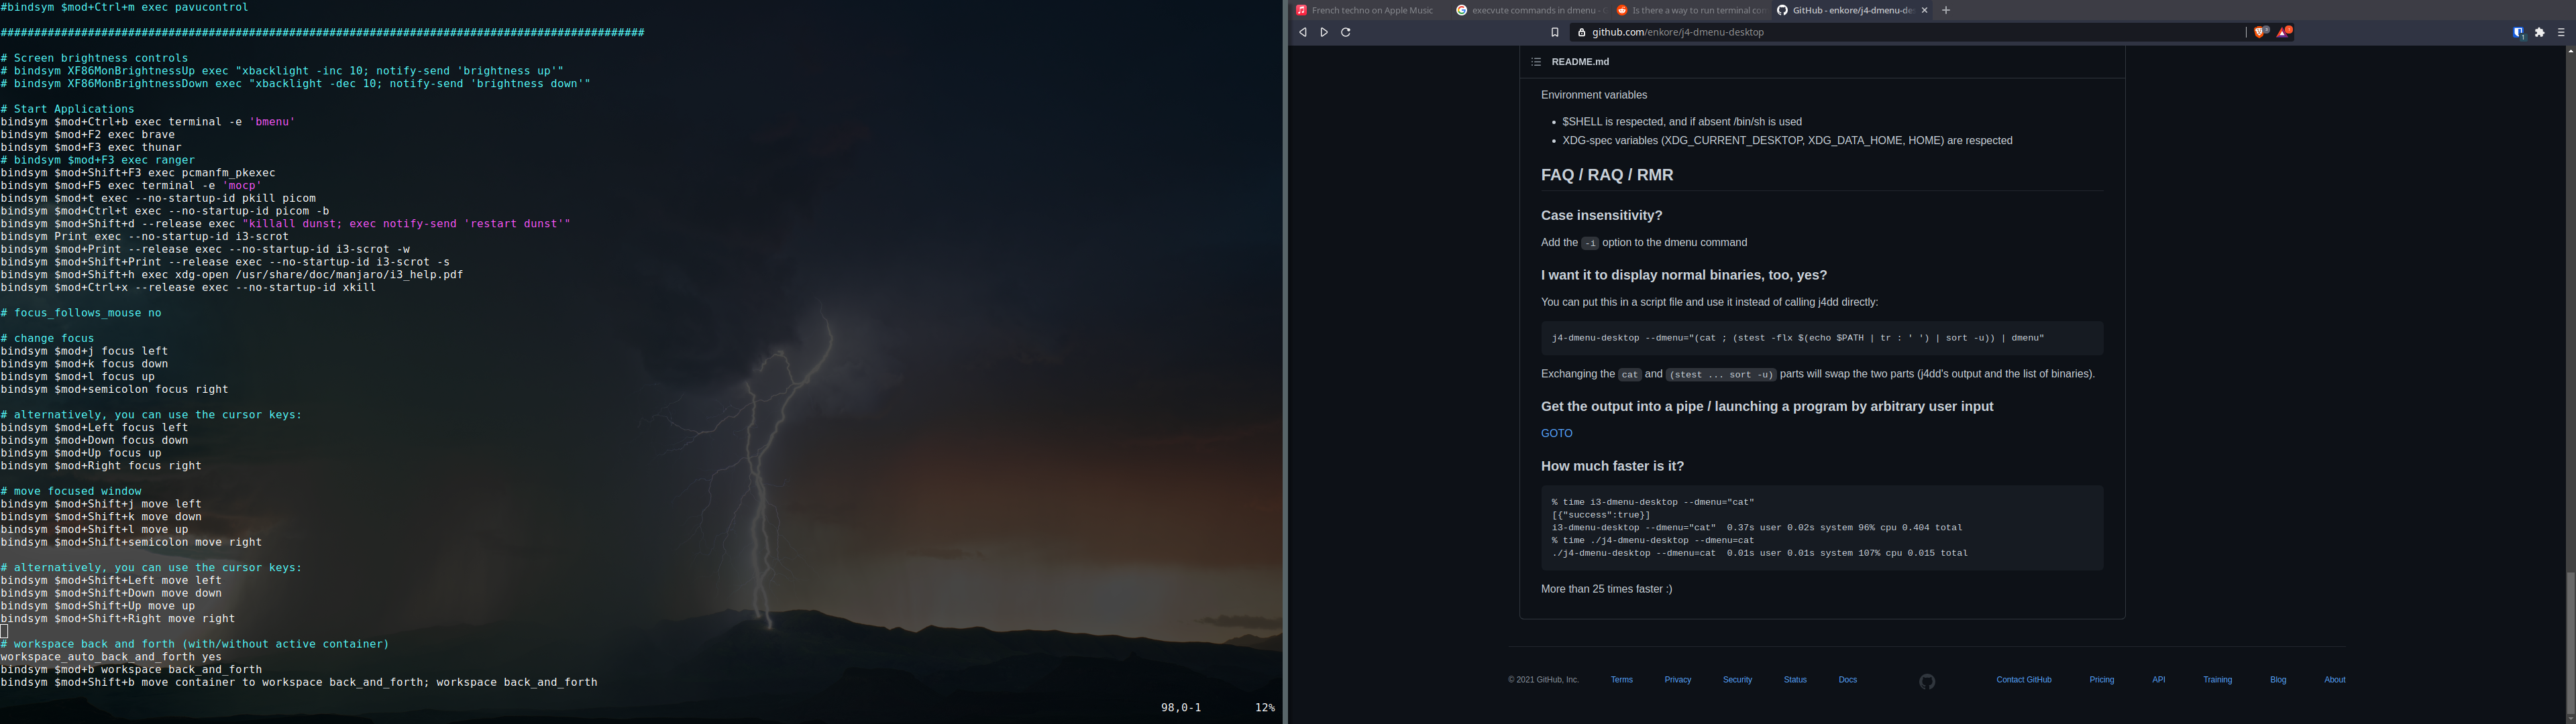 #bindsym $mod+Ctrl+m exec pavucontrol
################################################################################################
# Screen brightness controls
# bindsym XF86MonBrightnessUp exec "xbacklight -inc 10; notify-send 'brightness up'"
# bindsym XF86MonBrightnessDown exec "xbacklight -dec 10; notify-send 'brightness down'"
# Start Applications
bindsym $mod+Ctrl+b exec terminal -e 'bmenu'
bindsym $mod+F2 exec brave
bindsym $mod+F3 exec thunar
# bindsym $mod+F3 exec ranger
bindsym $mod+Shift+F3 exec pcmanfm_pkexec
bindsym $mod+F5 exec terminal -e 'mocp'
bindsym $mod+t exec --no-startup-id pkill picom
bindsym $mod+Ctrl+t exec --no-startup-id picom -b
bindsym $mod+Shift+d --release exec "killall dunst; exec notify-send 'restart dunst'"
bindsym Print exec --no-startup-id i3-scrot
bindsym $mod+Print --release exec --no-startup-id i3-scrot -w
bindsym $mod+Shift+Print --release exec --no-startup-id i3-scrot -s
bindsym $mod+Shift+h exec xdg-open /usr/share/doc/manjaro/i3_help.pdf
bindsym $mod+Ctrl+x --release exec --no-startup-id xkill
# focus_follows_mouse no
# change focus
bindsym $mod+j focus left
bindsym $mod+k focus down
bindsym $mod+l focus up
bindsym $mod+semicolon focus right
# alternatively, you can use the cursor keys:
bindsym $mod+Left focus left
bindsym $mod+Down focus down
bindsym $mod+Up focus up
bindsym $mod+Right focus right
# move focused window
bindsym $mod+Shift+j move left
bindsym $mod+Shift+k move down
bindsym $mod+Shift+l move up
bindsym $mod+Shift+semicolon move right
# alternatively, you can use the cursor keys:
bindsym $mod+Shift+Left move left
bindsym $mod+Shift+Down move down
bindsym $mod+Shift+Up move up
bindsym $mod+Shift+Right move right
# workspace back and forth (with/without active container)
workspace_auto_back_and_forth yes
bindsym $mod+b workspace back_and_forth
bindsym $mod+Shift+b move container to workspace back_and_forth; workspace back_and_forth
98,0-1 12%
French techno on Apple Music
execvute commands in dmenu -
Is there a way to run terminal
GitHub - enkore/j4-dmenu-des
github.com/enkore/j4-dmenu-desktop
README.md
Environment variables
• $SHELL is respected, and if absent /bin/sh is used
• XDG-spec variables (XDG_CURRENT_DESKTOP, XDG_DATA_HOME, HOME) are respected
FAQ / RAQ / RMR
Case insensitivity?
Add the -i option to the dmenu command
I want it to display normal binaries, too, yes?
You can put this in a script file and use it instead of calling j4dd directly:
j4-dmenu-desktop --dmenu="(cat ; (stest -flx $(echo $PATH | tr : ' ') | sort -u)) | dmenu"
Exchanging the cat and (stest ... sort -u) parts will swap the two parts (j4dd's output and the list of binaries).
Get the output into a pipe / launching a program by arbitrary user input
GOTO
How much faster is it?
% time i3-dmenu-desktop --dmenu="cat"
[{"success":true}]
i3-dmenu-desktop --dmenu="cat"  0.37s user 0.02s system 96% cpu 0.404 total
% time ./j4-dmenu-desktop --dmenu=cat
./j4-dmenu-desktop --dmenu=cat  0.01s user 0.01s system 107% cpu 0.015 total
More than 25 times faster :)
© 2021 GitHub, Inc. Terms Privacy Security Status Docs Contact GitHub Pricing API Training Blog About